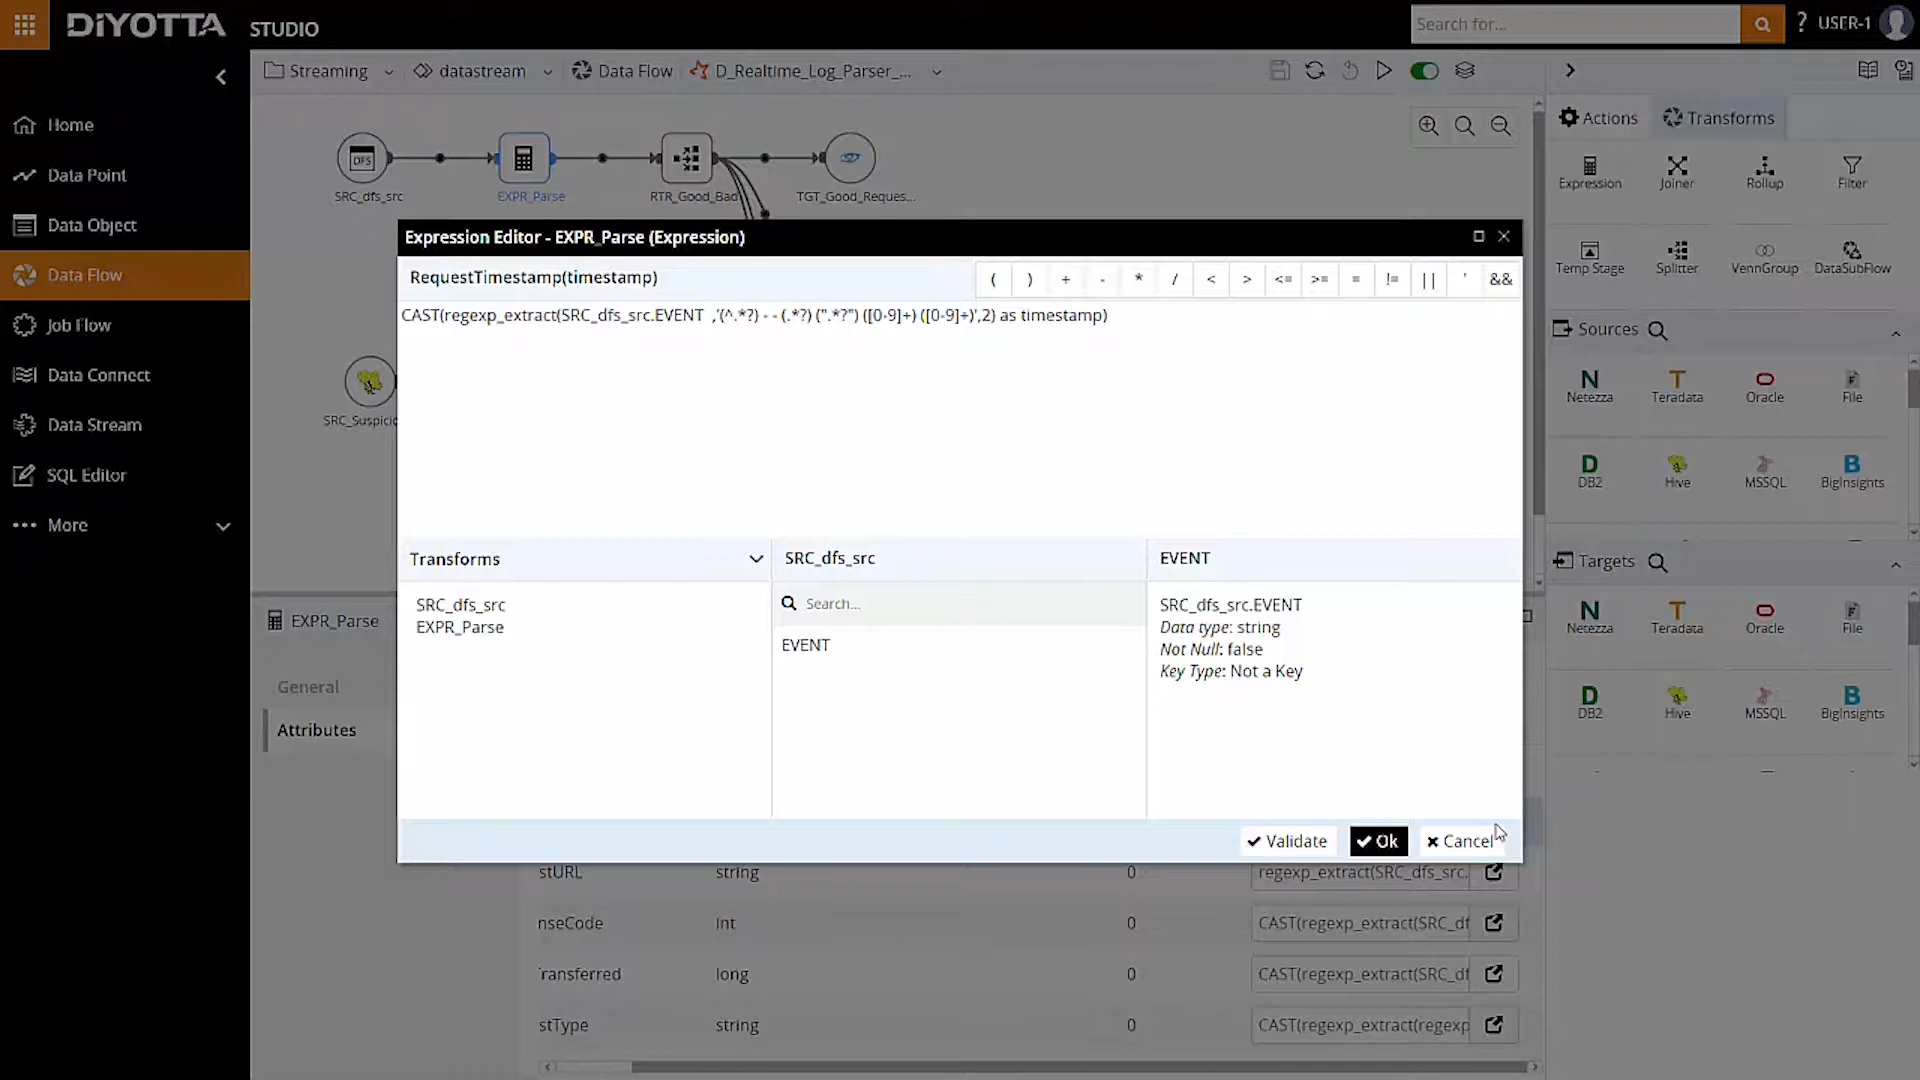 DiYOTTA STUDIO
Search for...
? USER-1
Streaming
datastream
Data Flow
D_Realtime_Log_Parser_...
Home
Data Point
Data Object
Data Flow
Job Flow
Data Connect
Data Stream
SQL Editor
More
DFS
SRC_dfs_src
EXPR_Parse
RTR_Good_Bad
TGT_Good_Reques...
SRC_Suspicio
Expression Editor - EXPR_Parse (Expression)
RequestTimestamp(timestamp)
( ) + - * / < > <= >= = != || ' &&
CAST(regexp_extract(SRC_dfs_src.EVENT ,'(^.*?) - - (.*?) (".*?") ([0-9]+) ([0-9]+)',2) as timestamp)
Transforms
SRC_dfs_src
EVENT
SRC_dfs_src
EXPR_Parse
Search...
EVENT
SRC_dfs_src.EVENT
Data type: string
Not Null: false
Key Type: Not a Key
Validate
Ok
Cancel
EXPR_Parse
General
Attributes
stURL string 0 regexp_extract(SRC_dfs_src.
nseCode int 0 CAST(regexp_extract(SRC_df
Transferred long 0 CAST(regexp_extract(SRC_df
stType string 0 CAST(regexp_extract(regexp
Actions
Transforms
Expression
Joiner
Rollup
Filter
Temp Stage
Splitter
VennGroup
DataSubFlow
Sources
N T F
Netezza Teradata Oracle File
D B
DB2 Hive MSSQL BigInsights
Targets
N T F
Netezza Teradata Oracle File
D B
DB2 Hive MSSQL BigInsights